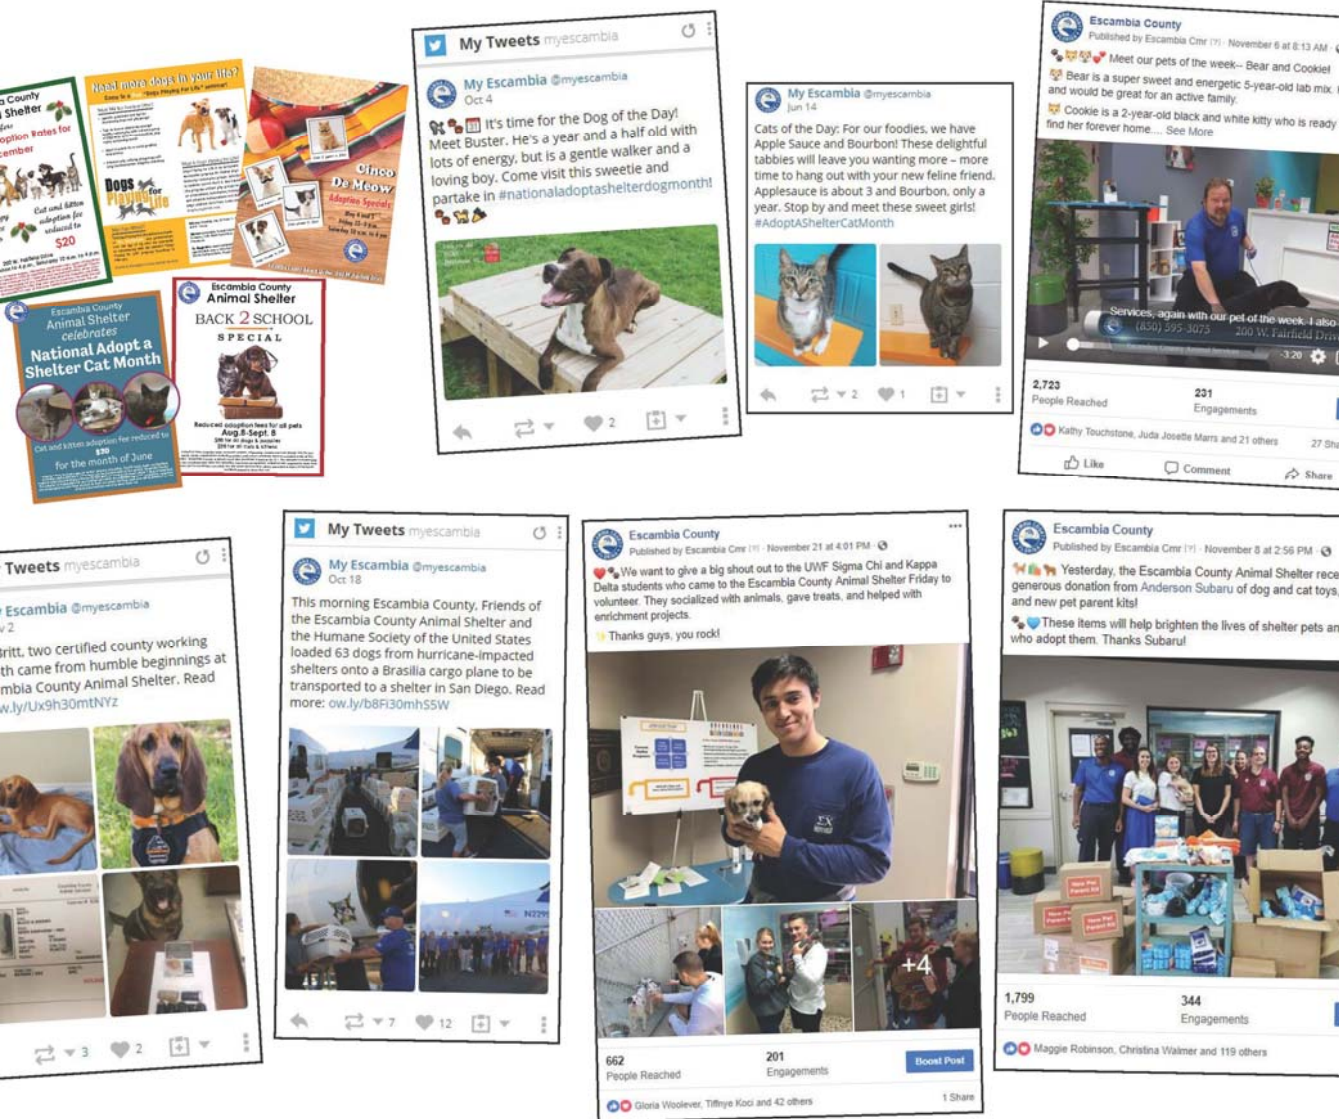 a County
l Shelter
option Rates for
cember
Cat and kitten
adoption fee
reduced to
$20
Need more dogs in your life?
Dogs
Playing for
Life
Cinco
De Meow
Adoption Specials
Escambia County
Animal Shelter
celebrates
National Adopt a
Shelter Cat Month
Cat and kitten adoption fee reduced to
$20
for the month of June
Escambia County
Animal Shelter
BACK 2 SCHOOL
SPECIAL
Reduced adoption fees for all pets
Aug.8-Sept. 8
My Tweets myescambia
My Escambia @myescambia
Oct 4
It's time for the Dog of the Day!
Meet Buster. He's a year and a half old with
lots of energy, but is a gentle walker and a
loving boy. Come visit this sweetie and
partake in #nationaladoptashelterdogmonth!
2
My Escambia @myescambia
Jun 14
Cats of the Day: For our foodies, we have
Apple Sauce and Bourbon! These delightful
tabbies will leave you wanting more – more
time to hang out with your new feline friend.
Applesauce is about 3 and Bourbon, only a
year. Stop by and meet these sweet girls!
#AdoptAShelterCatMonth
2 1
Escambia County
Published by Escambia Cmr [?] · November 6 at 8:13 AM ·
Meet our pets of the week-- Bear and Cookie!
Bear is a super sweet and energetic 5-year-old lab mix.
and would be great for an active family.
Cookie is a 2-year-old black and white kitty who is ready
find her forever home.... See More
Services, again with our pet of the week. I also
(850) 595-3075 200 W. Fairfield Drive
-3:20
2,723
People Reached
231
Engagements
Kathy Touchstone, Juda Josette Marrs and 21 others 27 Sha
Like Comment Share
Tweets myescambia
Escambia @myescambia
v 2
Britt, two certified county working
th came from humble beginnings at
mbia County Animal Shelter. Read
w.ly/Ux9h30mtNYz
3 2
My Tweets myescambia
My Escambia @myescambia
Oct 18
This morning Escambia County, Friends of
the Escambia County Animal Shelter and
the Humane Society of the United States
loaded 63 dogs from hurricane-impacted
shelters onto a Brasilia cargo plane to be
transported to a shelter in San Diego. Read
more: ow.ly/b8Fi30mhS5W
7 12
Escambia County
Published by Escambia Cmr [?] · November 21 at 4:01 PM ·
We want to give a big shout out to the UWF Sigma Chi and Kappa
Delta students who came to the Escambia County Animal Shelter Friday to
volunteer. They socialized with animals, gave treats, and helped with
enrichment projects.
Thanks guys, you rock!
ΣΧ
+4
662
People Reached
201
Engagements
Boost Post
Gloria Woolever, Tiffnye Koci and 42 others 1 Share
Escambia County
Published by Escambia Cmr [?] · November 8 at 2:56 PM ·
Yesterday, the Escambia County Animal Shelter rece
generous donation from Anderson Subaru of dog and cat toys,
and new pet parent kits!
These items will help brighten the lives of shelter pets an
who adopt them. Thanks Subaru!
New Pet
Parent Kit
New Pet
Parent Kit
1,799
People Reached
344
Engagements
Maggie Robinson, Christina Walmer and 119 others